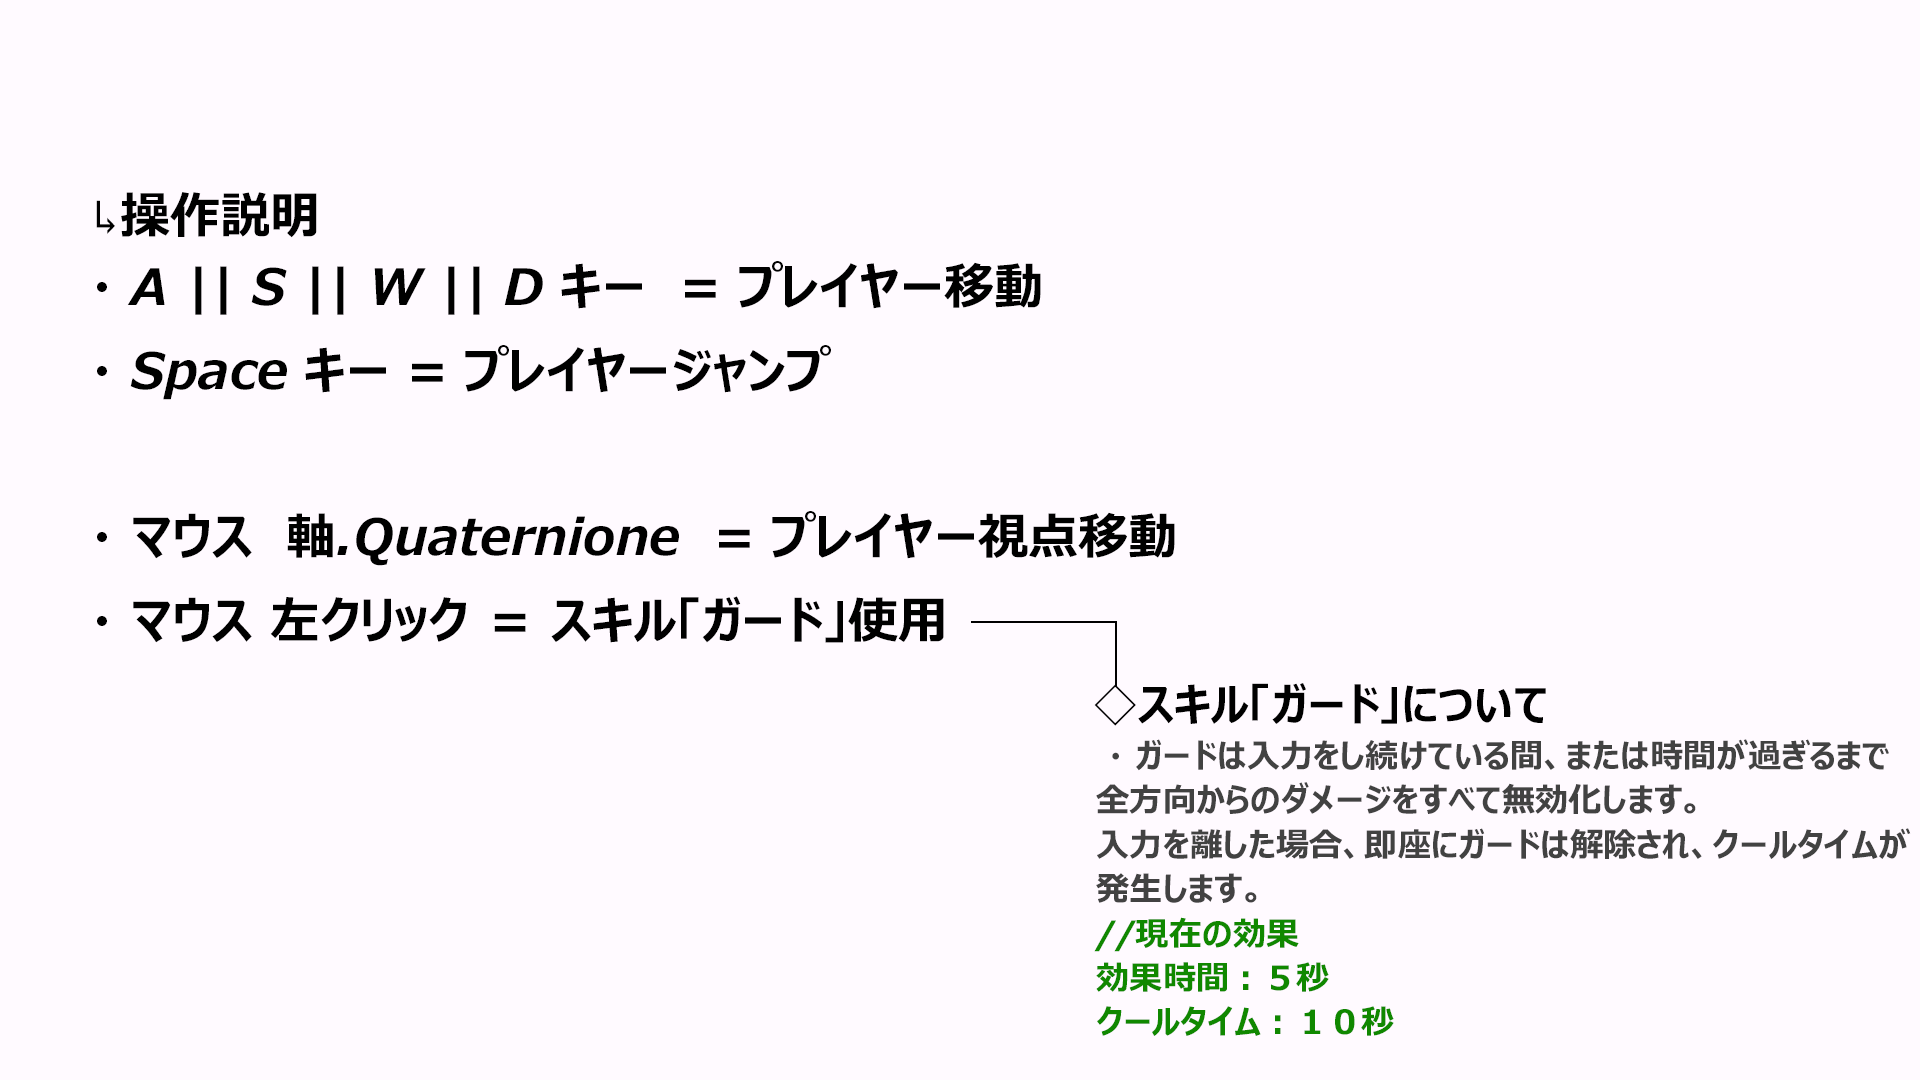 ↳操作説明
・A || S || W || D キー = プレイヤー移動
・Space キー = プレイヤージャンプ
・マウス 軸.Quaternione = プレイヤー視点移動
・マウス 左クリック = スキル「ガード」使用
◇スキル「ガード」について
・ガードは入力をし続けている間、または時間が過ぎるまで
全方向からのダメージをすべて無効化します。
入力を離した場合、即座にガードは解除され、クールタイムが
発生します。
//現在の効果
効果時間：５秒
クールタイム：１０秒